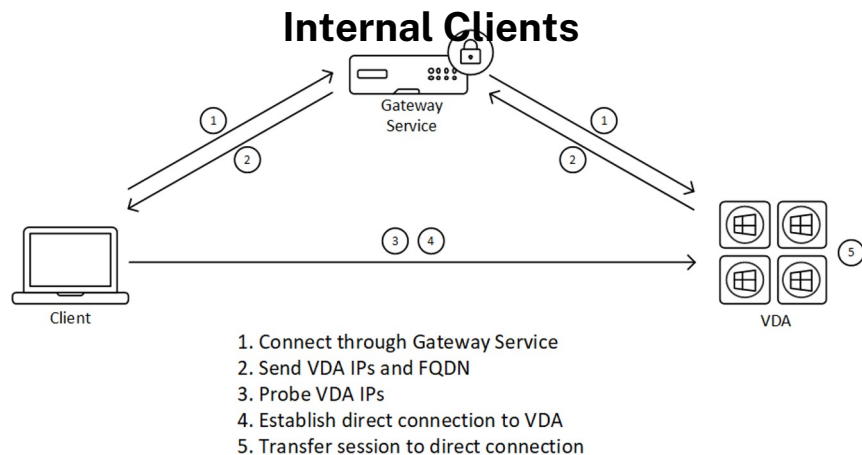 Internal Clients
Gateway
Service
1
1
2
2
3
4
5
Client
VDA
1. Connect through Gateway Service
2. Send VDA IPs and FQDN
3. Probe VDA IPs
4. Establish direct connection to VDA
5. Transfer session to direct connection